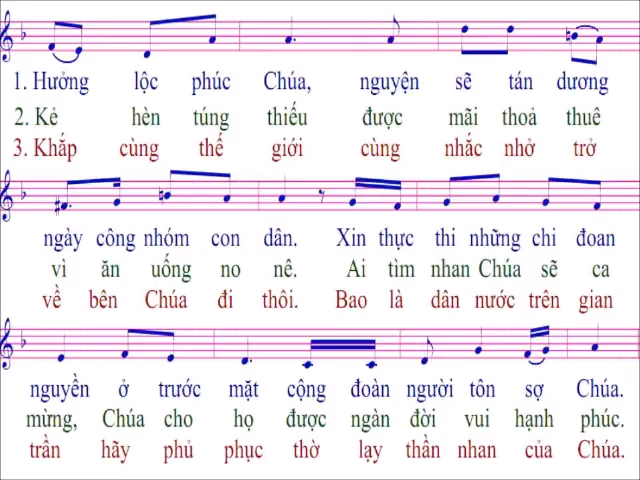 1. Hưởng lộc phúc Chúa, nguyện sẽ tán dương
2. Kẻ hèn túng thiếu được mãi thoả thuê
3. Khắp cùng thế giới cùng nhắc nhở trở
ngày công nhóm con dân. Xin thực thi những chi đoan
vì ăn uống no nê. Ai tìm nhan Chúa sẽ ca
về bên Chúa đi thôi. Bao là dân nước trên gian
nguyền ở trước mặt cộng đoàn người tôn sợ Chúa.
mừng, Chúa cho họ được ngàn đời vui hạnh phúc.
trần hãy phủ phục thờ lạy thần nhan của Chúa.